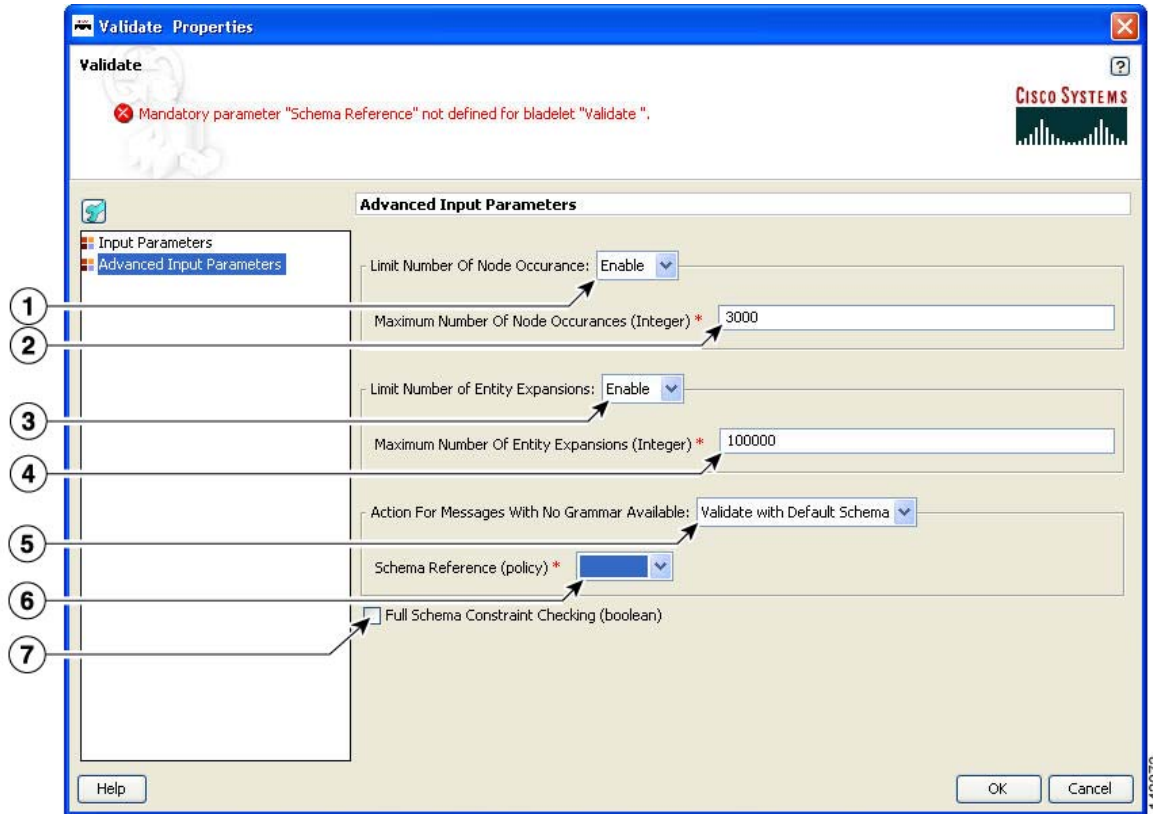 Validate Properties
Validate
?
Mandatory parameter "Schema Reference" not defined for bladelet "Validate ".
CISCO SYSTEMS
Advanced Input Parameters
Input Parameters
Advanced Input Parameters
Limit Number Of Node Occurance: Enable
1
Maximum Number Of Node Occurances (Integer) * 3000
2
Limit Number of Entity Expansions: Enable
3
Maximum Number Of Entity Expansions (Integer) * 100000
4
Action For Messages With No Grammar Available: Validate with Default Schema
5
Schema Reference (policy) *
6
Full Schema Constraint Checking (boolean)
7
Help
OK
Cancel